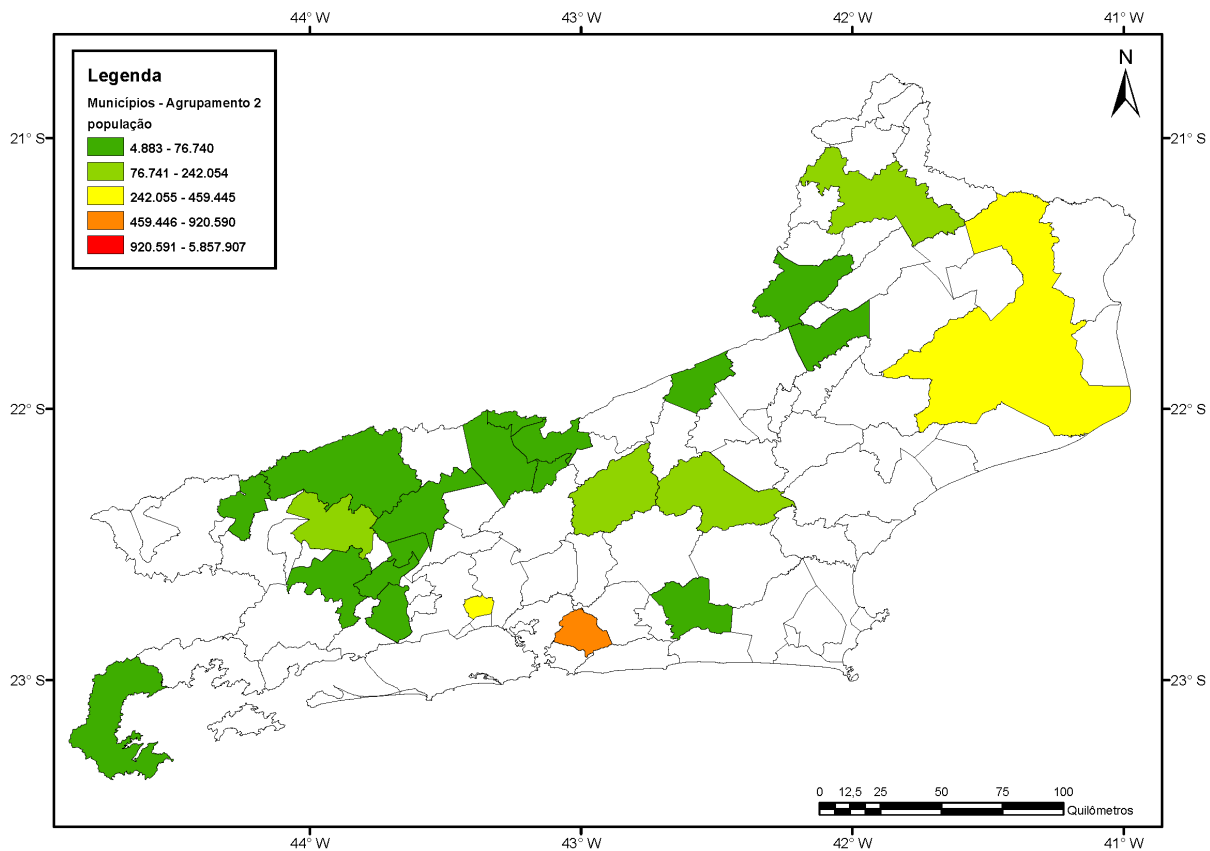 44° W 43° W 42° W 41° W
Legenda
Municípios - Agrupamento 2
população
4.883 - 76.740
76.741 - 242.054
242.055 - 459.445
459.446 - 920.590
920.591 - 5.857.907
N
21° S 21° S
22° S 22° S
23° S 23° S
0 12,5 25 50 75 100
Quilômetros
44° W 43° W 42° W 41° W